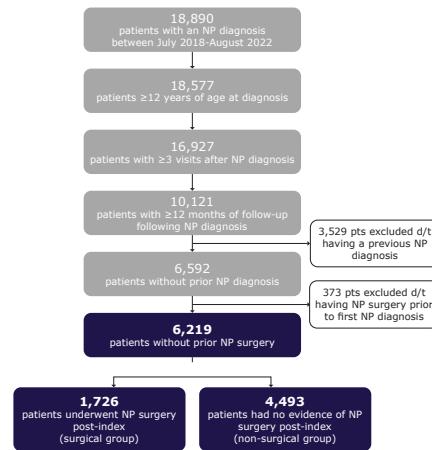 18,890
patients with an NP diagnosis
between July 2018-August 2022
18,577
patients ≥12 years of age at diagnosis
16,927
patients with ≥3 visits after NP diagnosis
10,121
patients with ≥12 months of follow-up
following NP diagnosis
3,529 pts excluded d/t
having a previous NP
diagnosis
6,592
patients without prior NP diagnosis
373 pts excluded d/t
having NP surgery prior
to first NP diagnosis
6,219
patients without prior NP surgery
1,726
patients underwent NP surgery
post-index
(surgical group)
4,493
patients had no evidence of NP
surgery post-index
(non-surgical group)